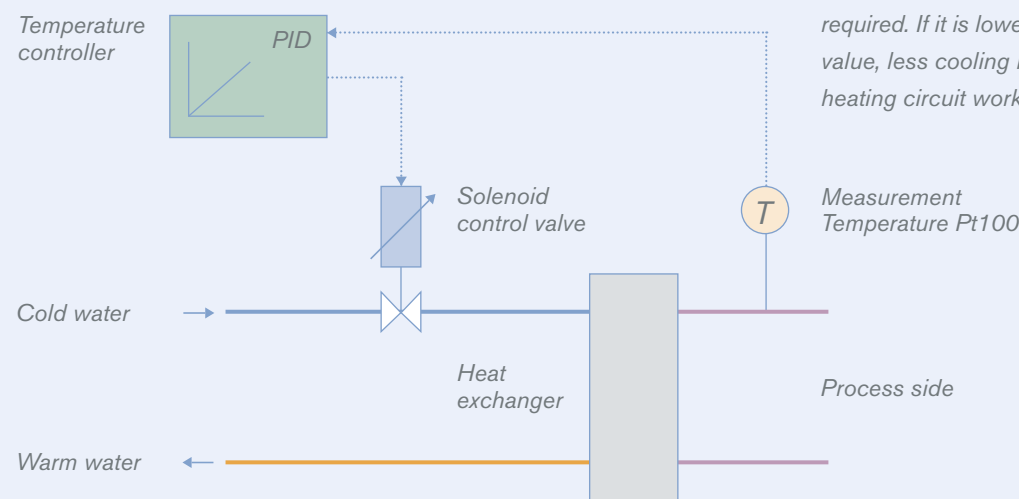 Temperature
controller
PID
required. If it is lowe
value, less cooling
heating circuit work
Solenoid
control valve
T
Measurement
Temperature Pt100
Cold water
Heat
exchanger
Process side
Warm water